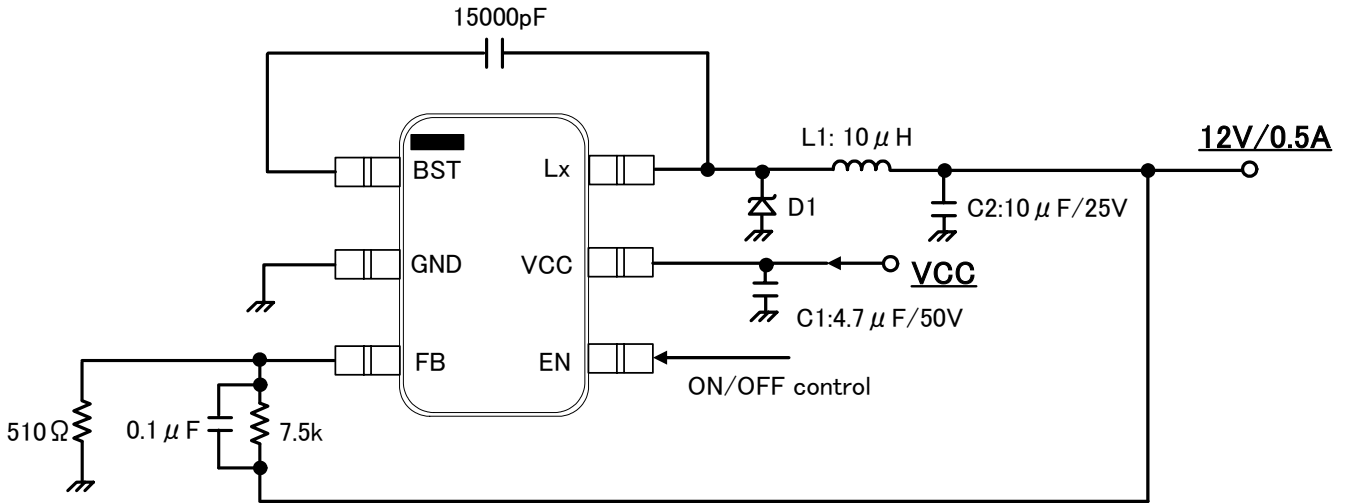 15000pF
L1: 10μH
12V/0.5A
BST
Lx
D1
C2:10μF/25V
GND
VCC
VCC
C1:4.7μF/50V
FB
EN
ON/OFF control
510Ω
0.1μF
7.5k